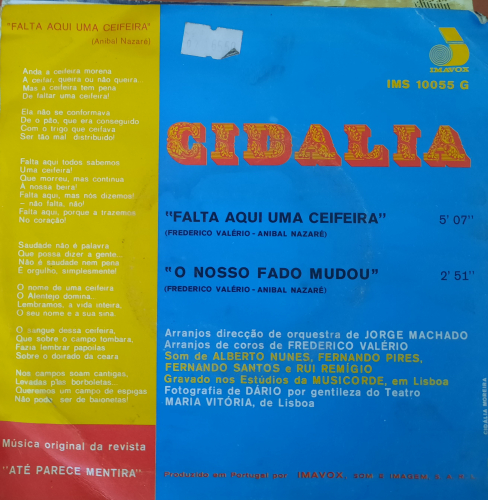 "FALTA AQUI UMA CEIFEIRA"
(Anibal Nazaré)
Anda a ceifeira morena
A ceifar, queira ou não queira...
Mas a ceifeira tem pena
De faltar uma ceifeira!
Ela não se conformava
De o pão, que era conseguido
Com o trigo que ceifava
Ser tão mal distribuído!
Falta aqui todos sabemos
Uma ceifeira!
Que morreu, mas continua
À nossa beira!
Falta aqui, mas nós dizemos!
— não falta, não!
Falta aqui, porque a trazemos
No coração!
Saudade não é palavra
Que possa dizer a gente...
Não é saudade nem pena
É orgulho, simplesmente!
O nome de uma ceifeira
O Alentejo domina...
Lembramos, a vida inteira,
O seu nome e a sua sina
O sangue dessa ceifeira,
Que sobre o campo tombara,
Fazia lembrar papoilas
Sobre o doirado da ceara
Nos campos soam cantigas,
Levadas p'las borboletas...
Queremos um campo de espigas
Não pode ser de baionetas!
Música original da revista
"ATÉ PARECE MENTIRA"
IMAVOX
IMS 10055 G
CIDALIA
"FALTA AQUI UMA CEIFEIRA" 5' 07"
(FREDERICO VALÉRIO - ANIBAL NAZARÉ)
"O NOSSO FADO MUDOU" 2' 51"
(FREDERICO VALÉRIO - ANIBAL NAZARÉ)
Arranjos direcção de orquestra de JORGE MACHADO
Arranjos de coros de FREDERICO VALÉRIO
Som de ALBERTO NUNES, FERNANDO PIRES,
FERNANDO SANTOS e RUI REMÍGIO
Gravado nos Estúdios da MUSICORDE, em Lisboa
Fotografia de DÁRIO por gentileza do Teatro
MARIA VITÓRIA, de Lisboa
Produzido em Portugal por: IMAVOX, SOM E IMAGEM, S. A. R. L.
CIDÁLIA MOREIRA